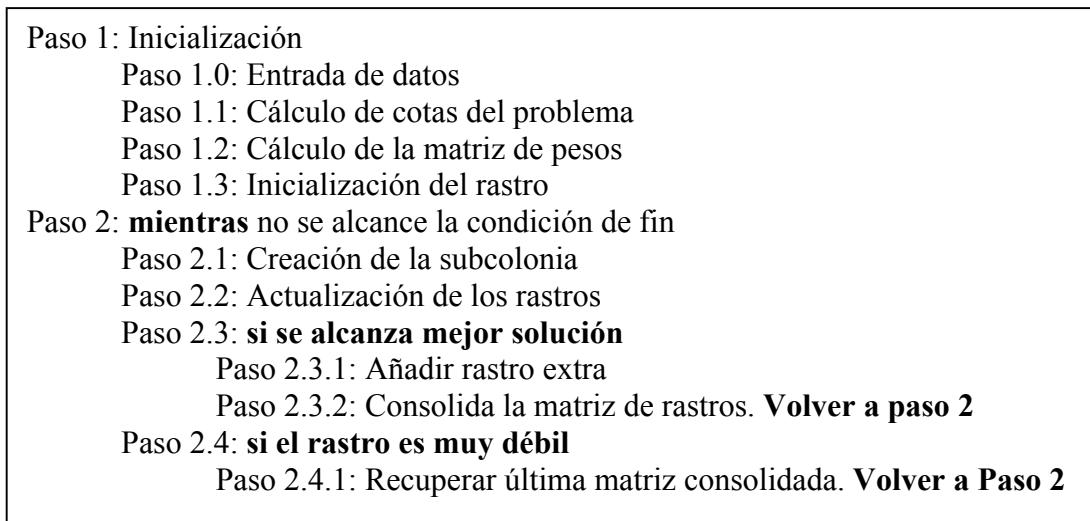 Paso 1: Inicialización
Paso 1.0: Entrada de datos
Paso 1.1: Cálculo de cotas del problema
Paso 1.2: Cálculo de la matriz de pesos
Paso 1.3: Inicialización del rastro
Paso 2: mientras no se alcance la condición de fin
Paso 2.1: Creación de la subcolonia
Paso 2.2: Actualización de los rastros
Paso 2.3: si se alcanza mejor solución
Paso 2.3.1: Añadir rastro extra
Paso 2.3.2: Consolida la matriz de rastros. Volver a paso 2
Paso 2.4: si el rastro es muy débil
Paso 2.4.1: Recuperar última matriz consolidada. Volver a Paso 2